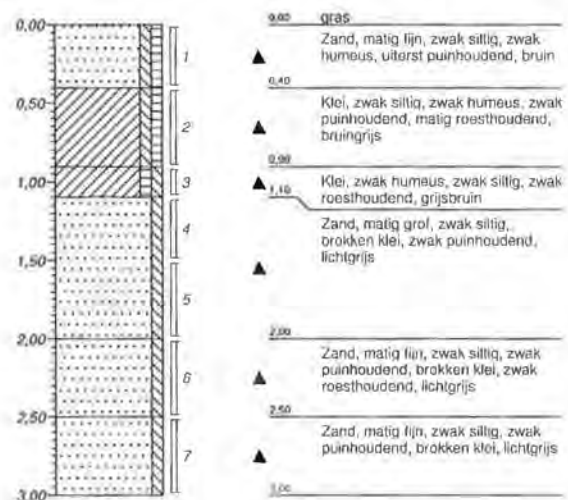 0,00
0,50
1,00
1,50
2,00
2,50
3,00
1
2
3
4
5
6
7
0,00 gras
Zand, matig fijn, zwak siltig, zwak
humeus, uiterst puinhoudend, bruin
0,40
Klei, zwak siltig, zwak humeus, zwak
puinhoudend, matig roesthoudend,
bruingrijs
0,90
Klei, zwak humeus, zwak siltig, zwak
roesthoudend, grijsbruin
1,10
Zand, matig grof, zwak siltig,
brokken klei, zwak puinhoudend,
lichtgrijs
2,00
Zand, matig fijn, zwak siltig, zwak
puinhoudend, brokken klei, zwak
roesthoudend, lichtgrijs
2,50
Zand, matig fijn, zwak siltig, zwak
puinhoudend, brokken klei, lichtgrijs
3,00